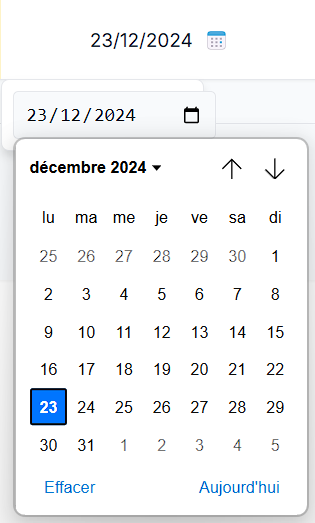 23/12/2024
23/12/2024
décembre 2024
lu ma me je ve sa di
25 26 27 28 29 30 1
2 3 4 5 6 7 8
9 10 11 12 13 14 15
16 17 18 19 20 21 22
23 24 25 26 27 28 29
30 31 1 2 3 4 5
Effacer Aujourd'hui